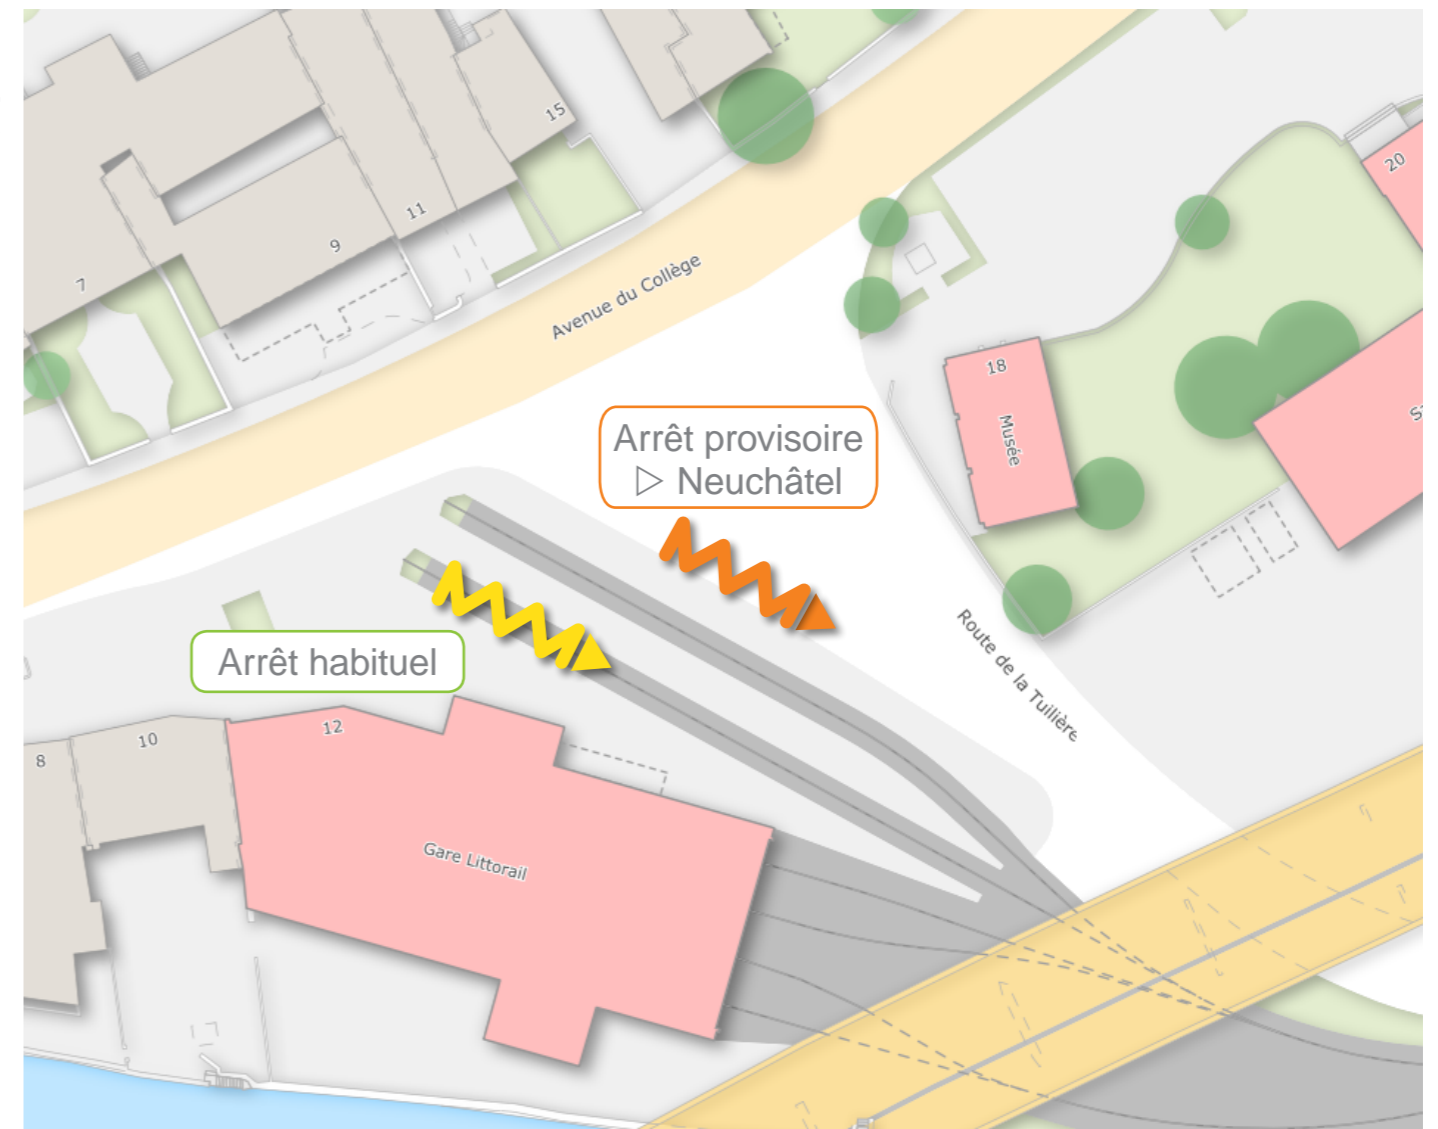 15
11
9
7
20
Avenue du Collège
18
Musée
Arrêt provisoire
▷ Neuchâtel
Route de la Tuilière
Arrêt habituel
12
10
8
Gare Littorail